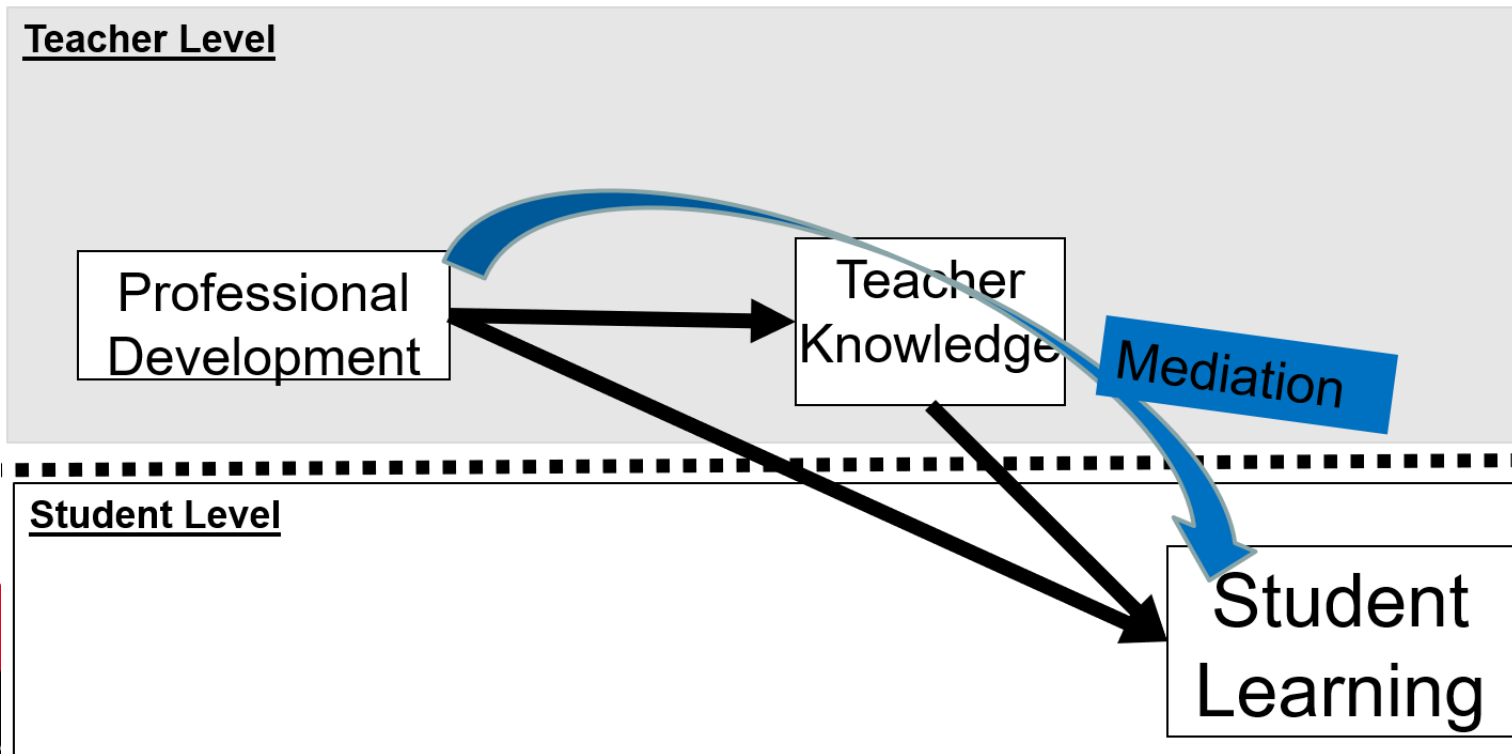 Teacher Level
Professional
Development
Teacher
Knowledge
Mediation
Student Level
Student
Learning